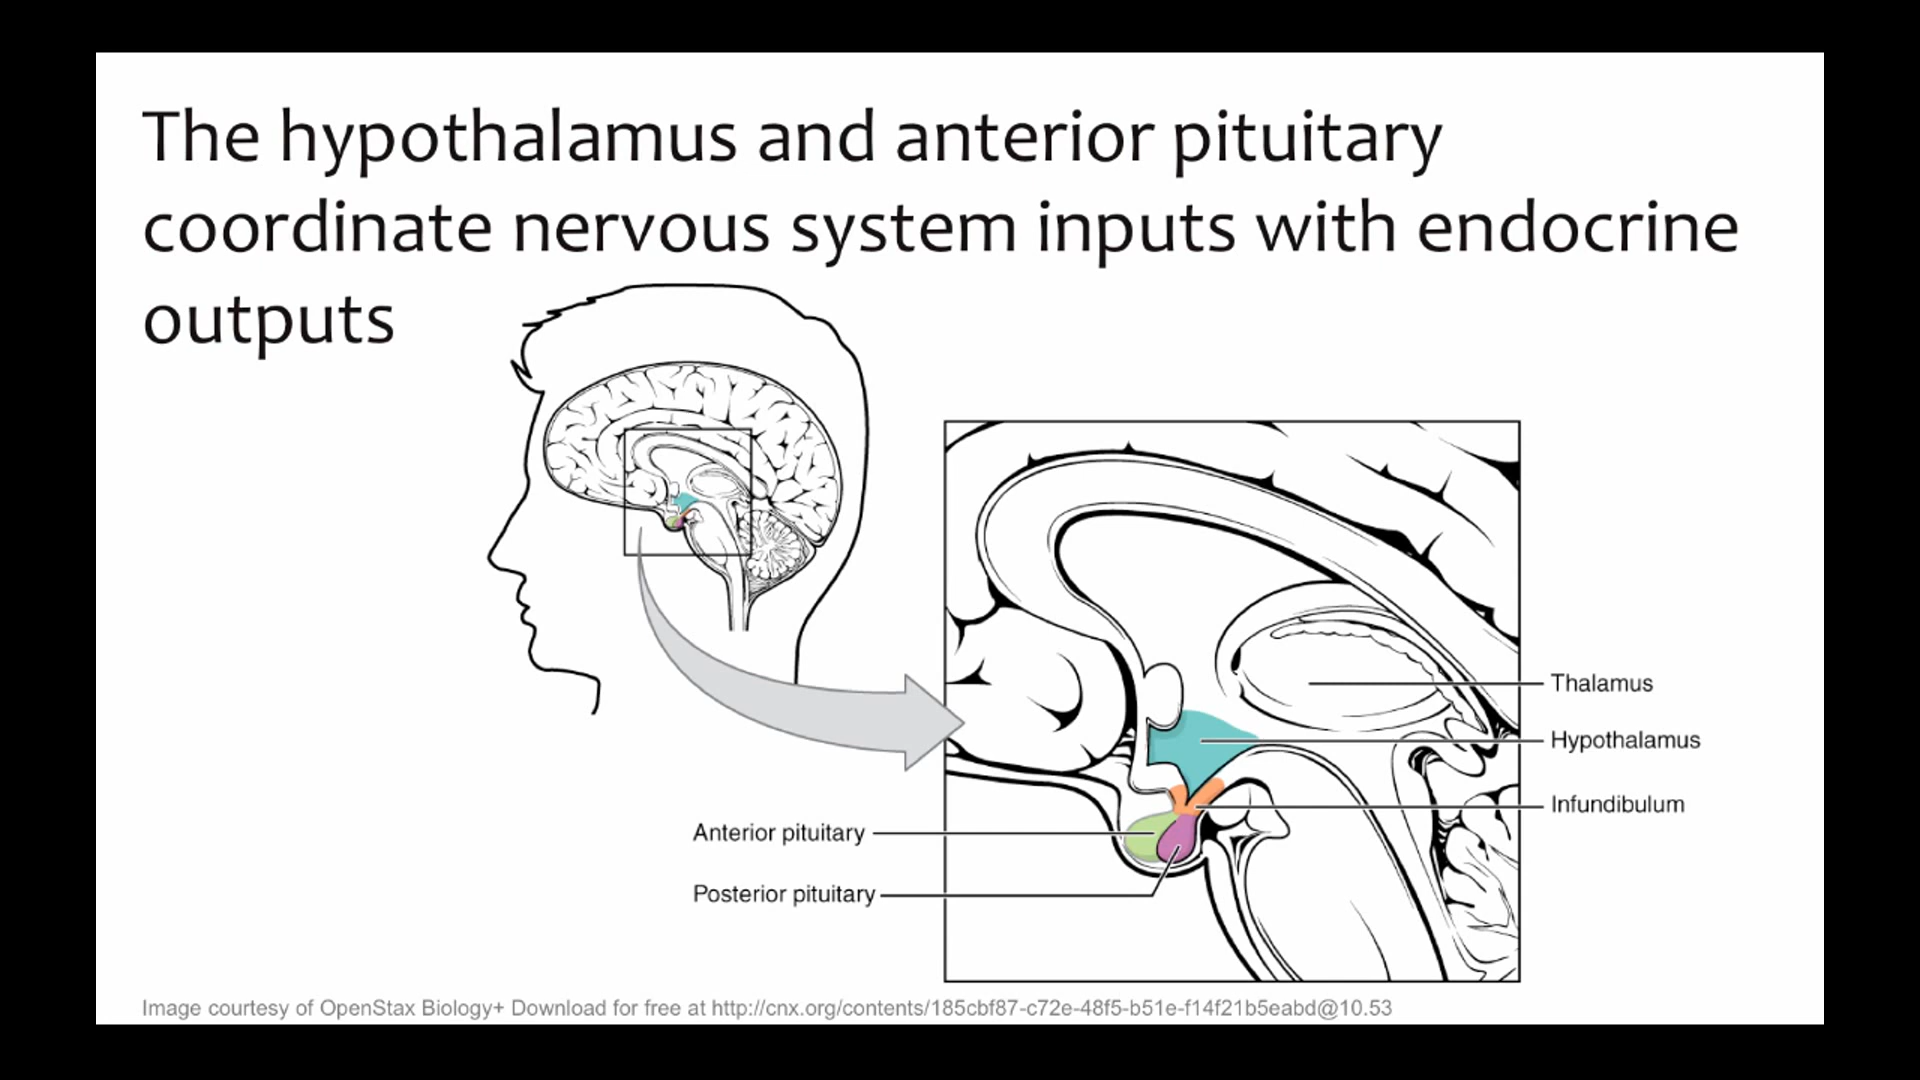 The hypothalamus and anterior pituitary
coordinate nervous system inputs with endocrine
outputs
Thalamus
Hypothalamus
Infundibulum
Anterior pituitary
Posterior pituitary
Image courtesy of OpenStax Biology+ Download for free at http://cnx.org/contents/185cbf87-c72e-48f5-b51e-f14f21b5eabd@10.53